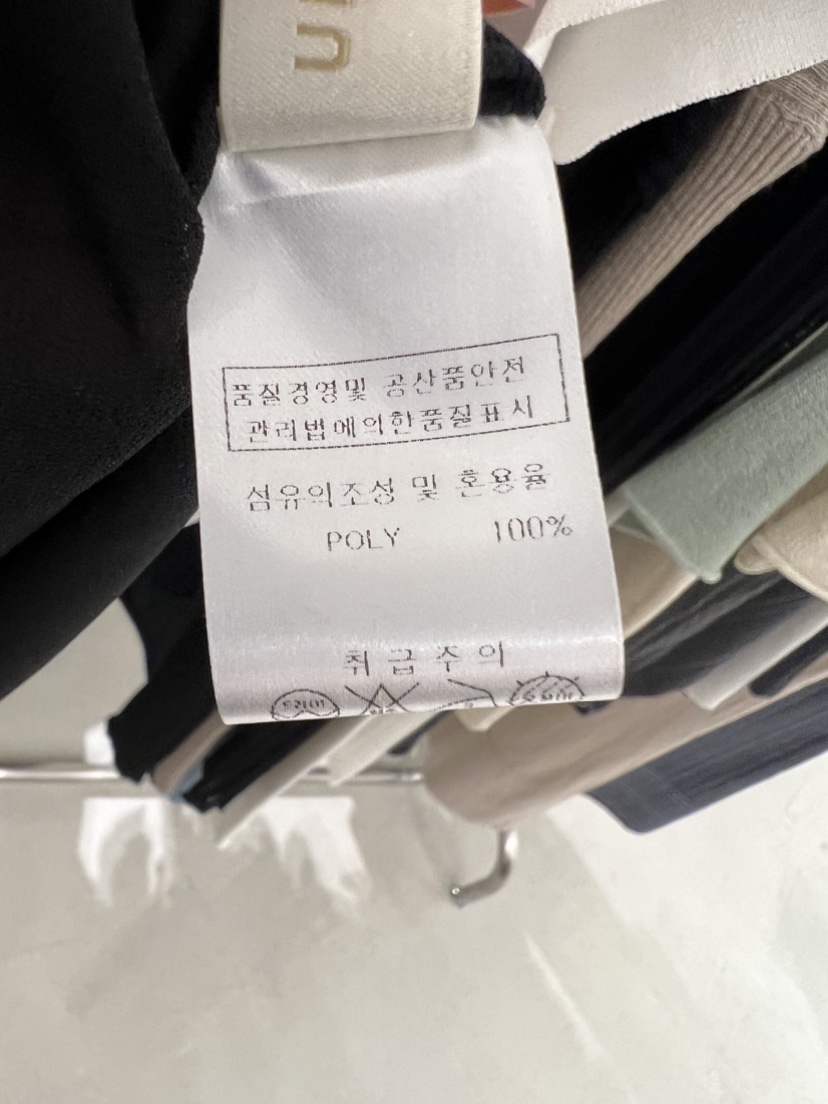 품질경영및 공산품안전
관리법에의한품질표시
섬유의조성 및 혼용율
POLY 100%
취급주의